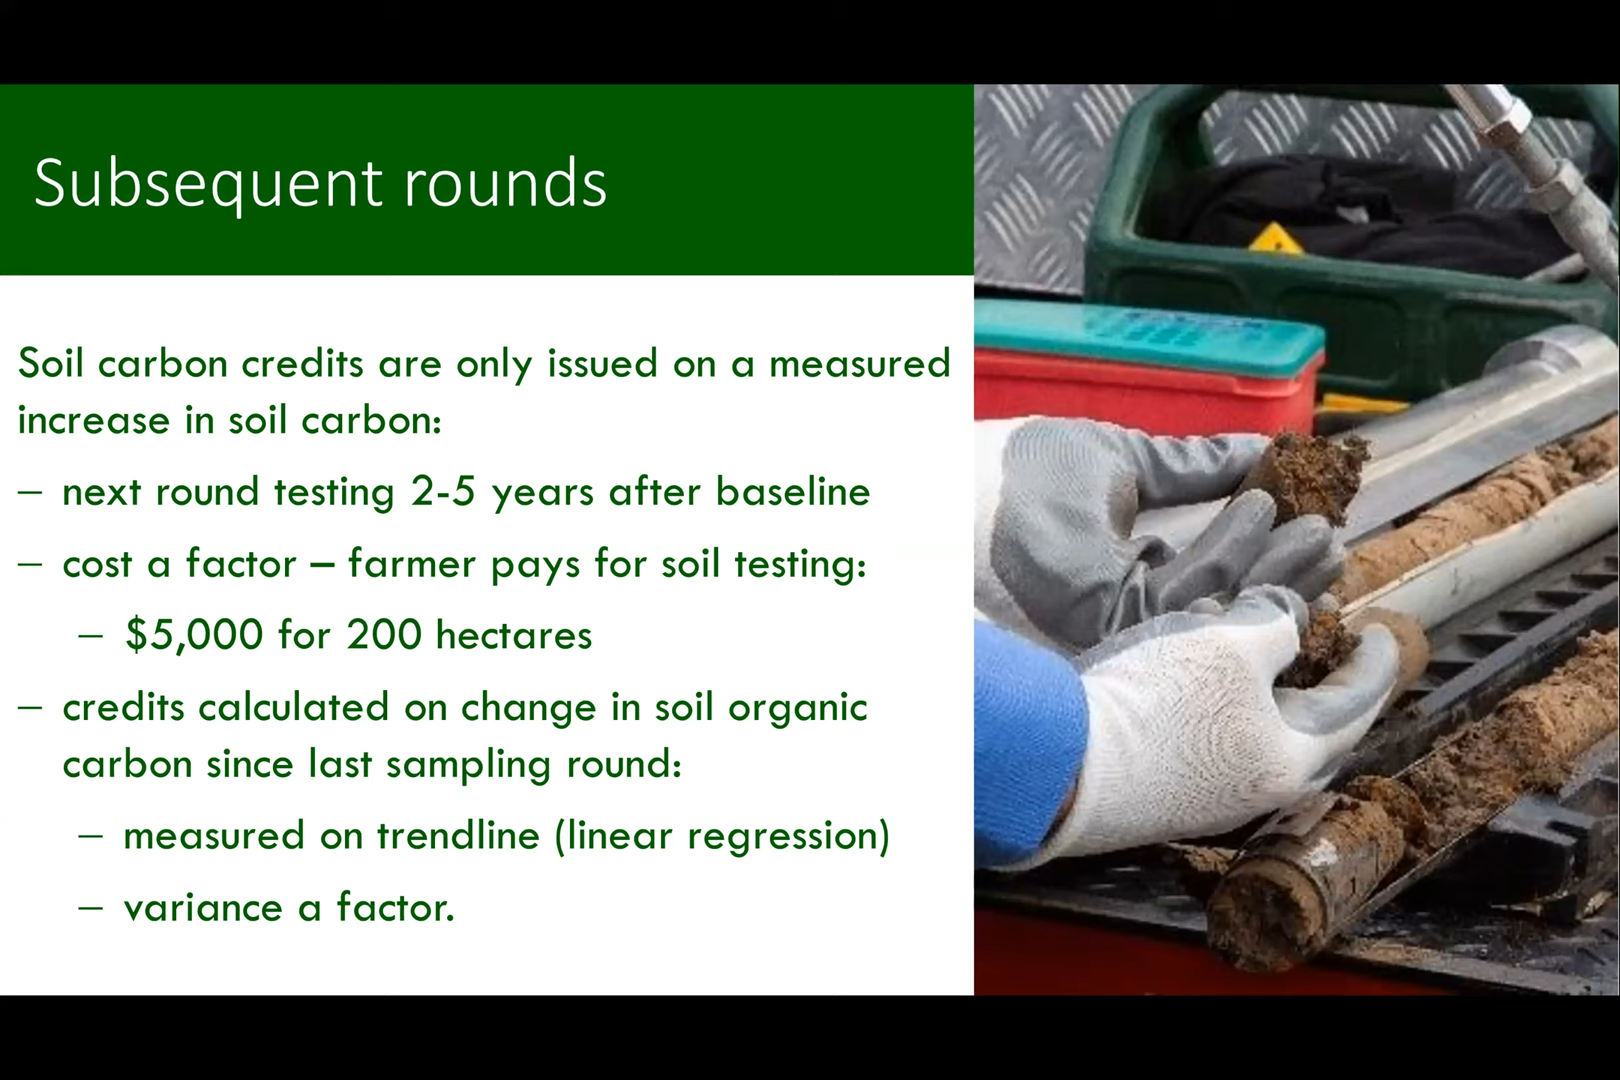 Subsequent rounds
Soil carbon credits are only issued on a measured
increase in soil carbon:
– next round testing 2-5 years after baseline
– cost a factor – farmer pays for soil testing:
– $5,000 for 200 hectares
– credits calculated on change in soil organic
carbon since last sampling round:
– measured on trendline (linear regression)
– variance a factor.